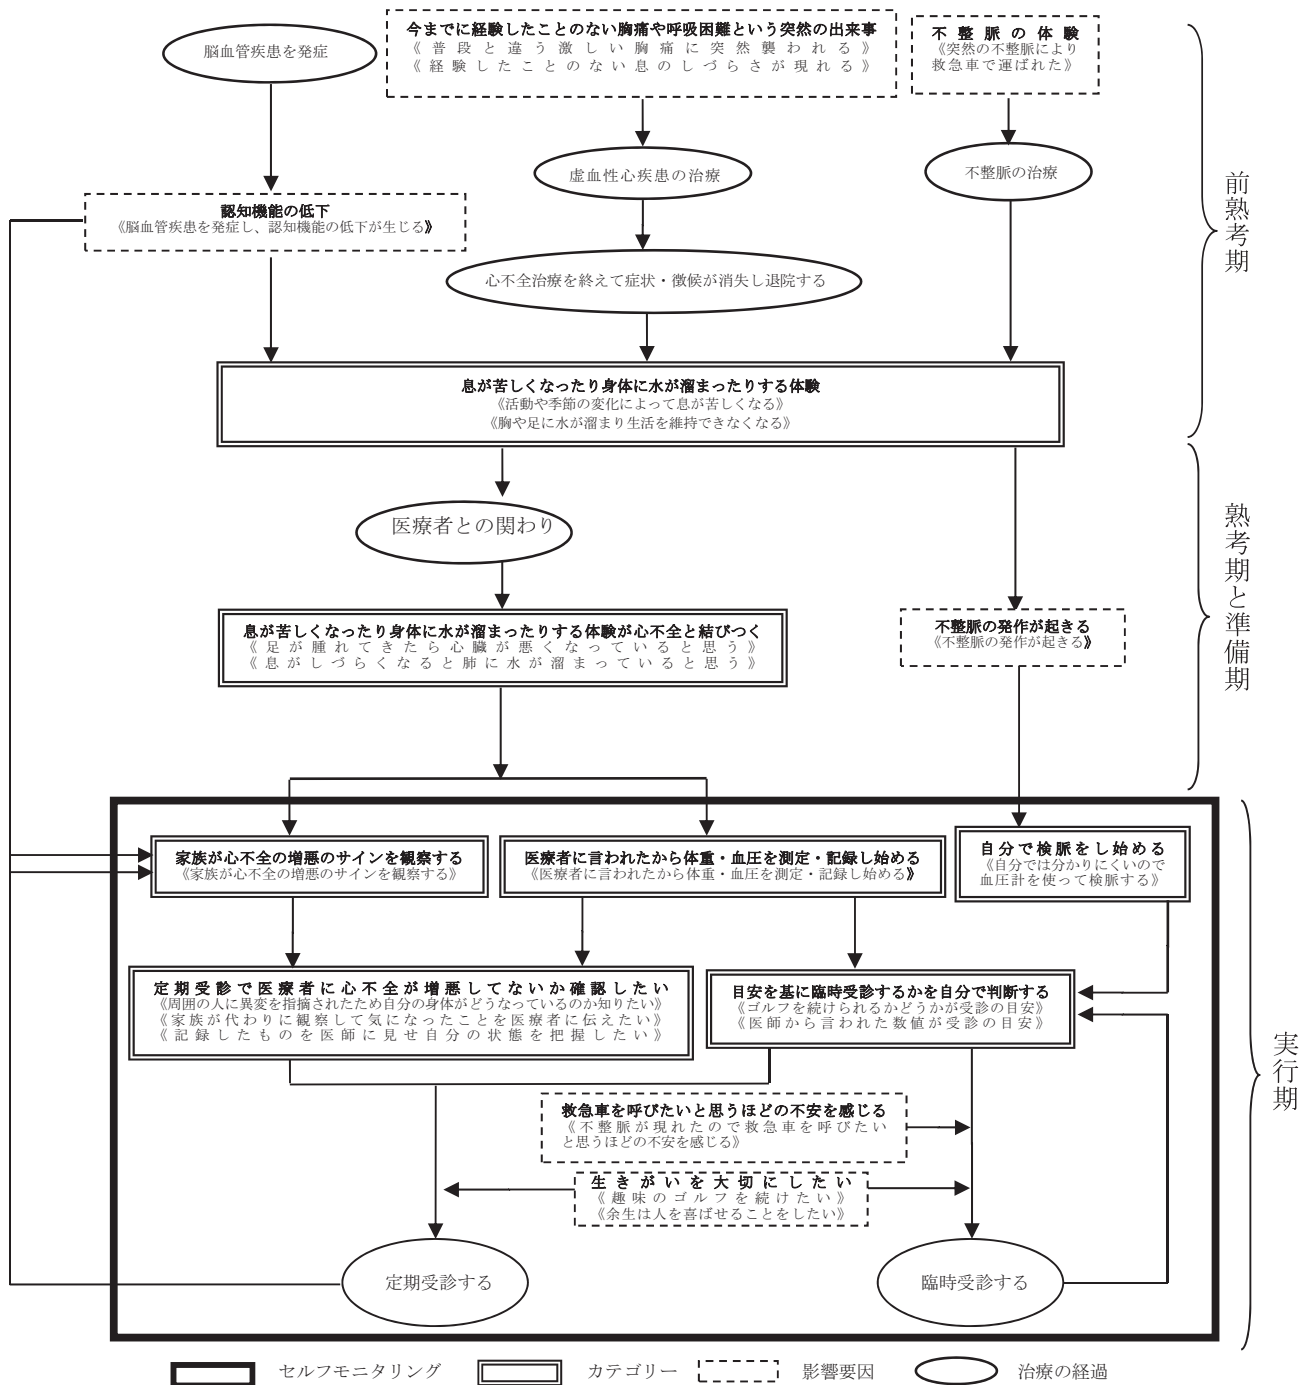 脳血管疾患を発症
今までに経験したことのない胸痛や呼吸困難という突然の出来事
《普段と違う激しい胸痛に突然襲われる》
《経験したことのない息のしづらさが現れる》
不整脈の体験
《突然の不整脈により
救急車で運ばれた》
虚血性心疾患の治療
不整脈の治療
前熟考期
認知機能の低下
《脳血管疾患を発症し、認知機能の低下が生じる》
心不全治療を終えて症状・徴候が消失し退院する
息が苦しくなったり身体に水が溜まったりする体験
《活動や季節の変化によって息が苦しくなる》
《胸や足に水が溜まり生活を維持できなくなる》
医療者との関わり
熟考期と準備期
息が苦しくなったり身体に水が溜まったりする体験が心不全と結びつく
《足が腫れてきたら心臓が悪くなっていると思う》
《息がしづらくなると肺に水が溜まっていると思う》
不整脈の発作が起きる
《不整脈の発作が起きる》
家族が心不全の増悪のサインを観察する
《家族が心不全の増悪のサインを観察する》
医療者に言われたから体重・血圧を測定・記録し始める
《医療者に言われたから体重・血圧を測定・記録し始める》
自分で検脈をし始める
《自分では分かりにくいので
血圧計を使って検脈する》
定期受診で医療者に心不全が増悪してないか確認したい
《周囲の人に異変を指摘されたため自分の身体がどうなっているのか知りたい》
《家族が代わりに観察して気になったことを医療者に伝えたい》
《記録したものを医師に見せ自分の状態を把握したい》
目安を基に臨時受診するかを自分で判断する
《ゴルフを続けられるかどうかが受診の目安》
《医師から言われた数値が受診の目安》
実行期
救急車を呼びたいと思うほどの不安を感じる
《不整脈が現れたので救急車を呼びたい
と思うほどの不安を感じる》
生きがいを大切にしたい
《趣味のゴルフを続けたい》
《余生は人を喜ばせることをしたい》
定期受診する
臨時受診する
セルフモニタリング
カテゴリー
影響要因
治療の経過